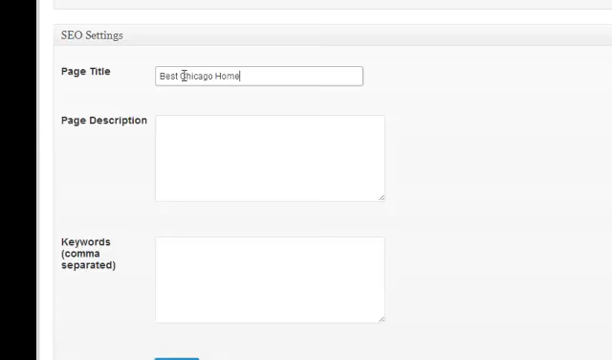 SEO Settings
Page Title
Best Chicago Home
Page Description
Keywords
(comma
separated)